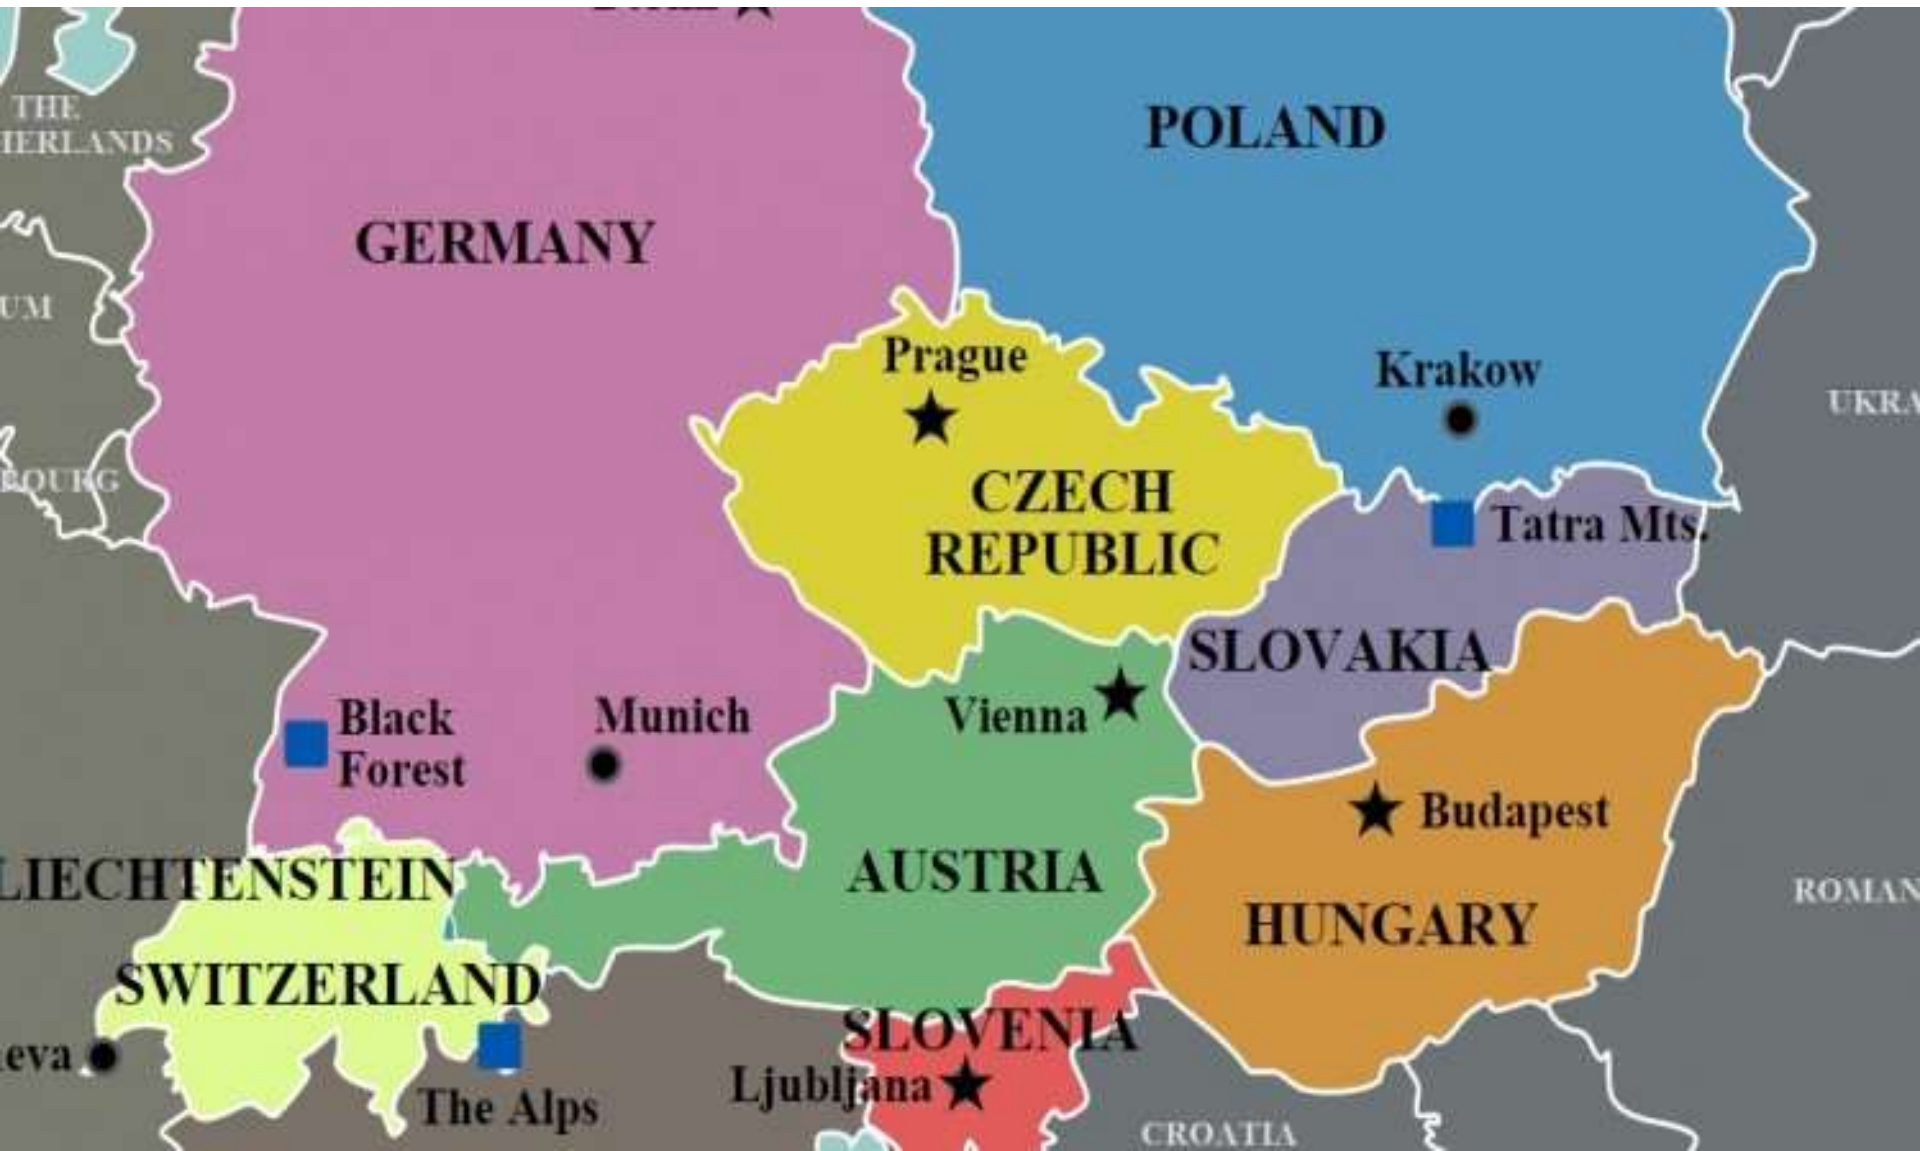 THE
HERLANDS
POLAND
GERMANY
UM
Prague
Krakow
UKRA
BOURG
CZECH
REPUBLIC
Tatra Mts.
SLOVAKIA
Black
Forest
Munich
Vienna
Budapest
LIECHTENSTEIN
AUSTRIA
ROMAN
HUNGARY
SWITZERLAND
SLOVENIA
eva
Ljubljana
The Alps
CROATIA